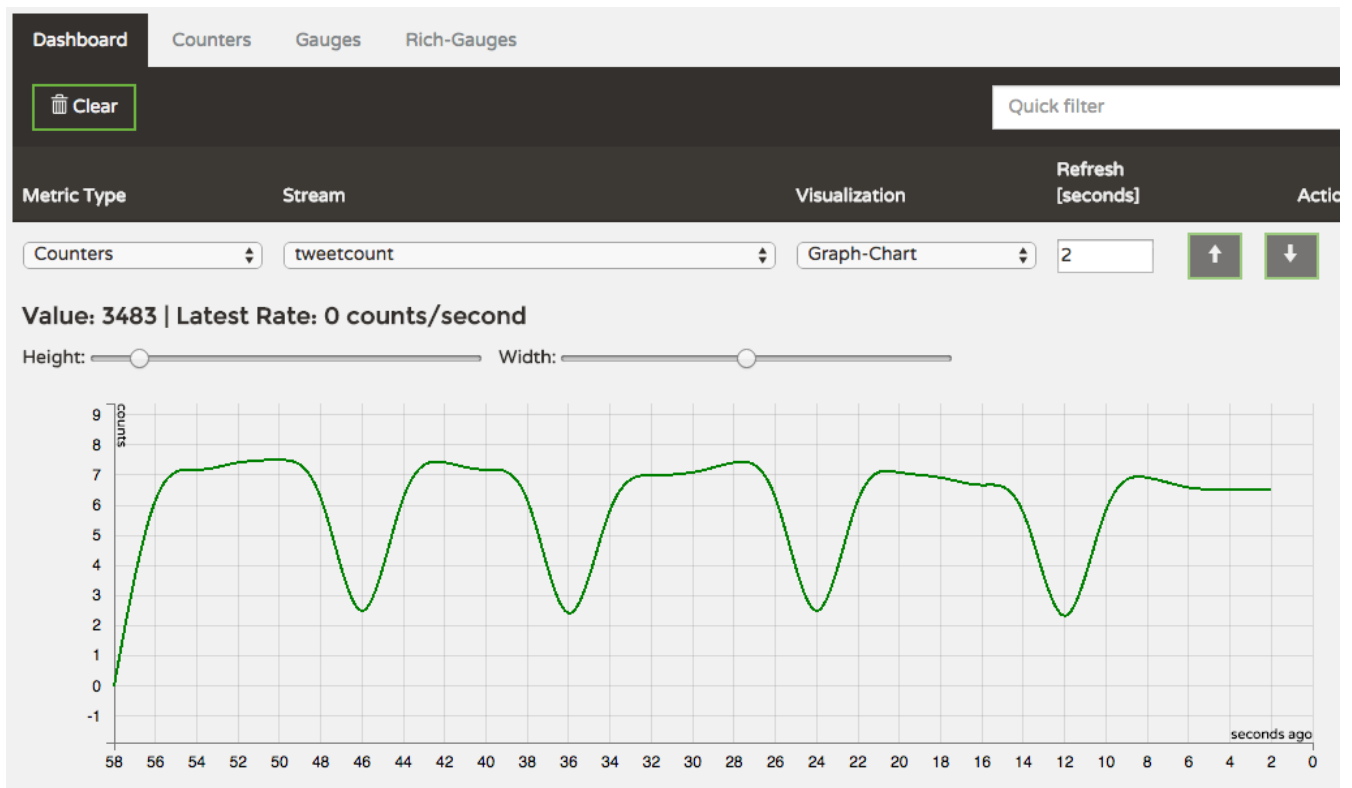 Dashboard Counters Gauges Rich-Gauges
Clear Quick filter
Refresh
Metric Type Stream Visualization [seconds] Actio
Counters tweetcount Graph-Chart 2
Value: 3483 | Latest Rate: 0 counts/second
Height: Width:
counts
9
8
7
6
5
4
3
2
1
0
-1
seconds ago
58 56 54 52 50 48 46 44 42 40 38 36 34 32 30 28 26 24 22 20 18 16 14 12 10 8 6 4 2 0